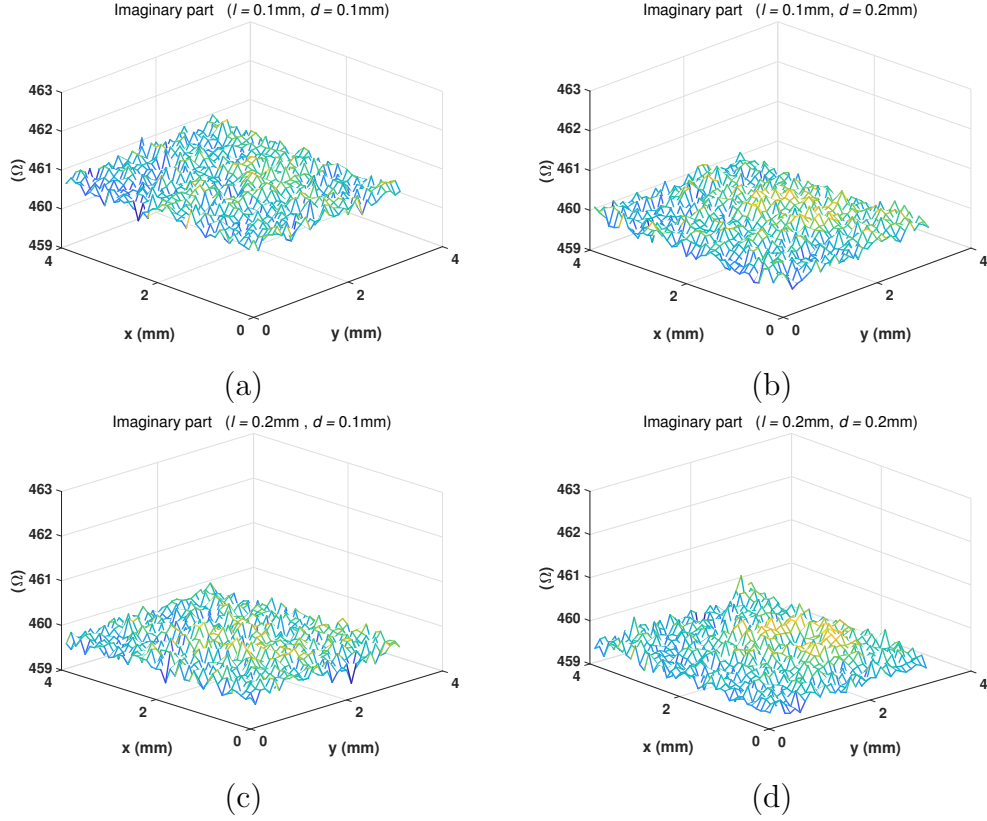 Imaginary part (l = 0.1mm, d = 0.1mm)
463
462
461
460
459
(Ω)
4
2
0
x (mm)
0
2
4
y (mm)
(a)
Imaginary part (l = 0.1mm, d = 0.2mm)
463
462
461
460
459
(Ω)
4
2
0
x (mm)
0
2
4
y (mm)
(b)
Imaginary part (l = 0.2mm , d = 0.1mm)
463
462
461
460
459
(Ω)
4
2
0
x (mm)
0
2
4
y (mm)
(c)
Imaginary part (l = 0.2mm, d = 0.2mm)
463
462
461
460
459
(Ω)
4
2
0
x (mm)
0
2
4
y (mm)
(d)